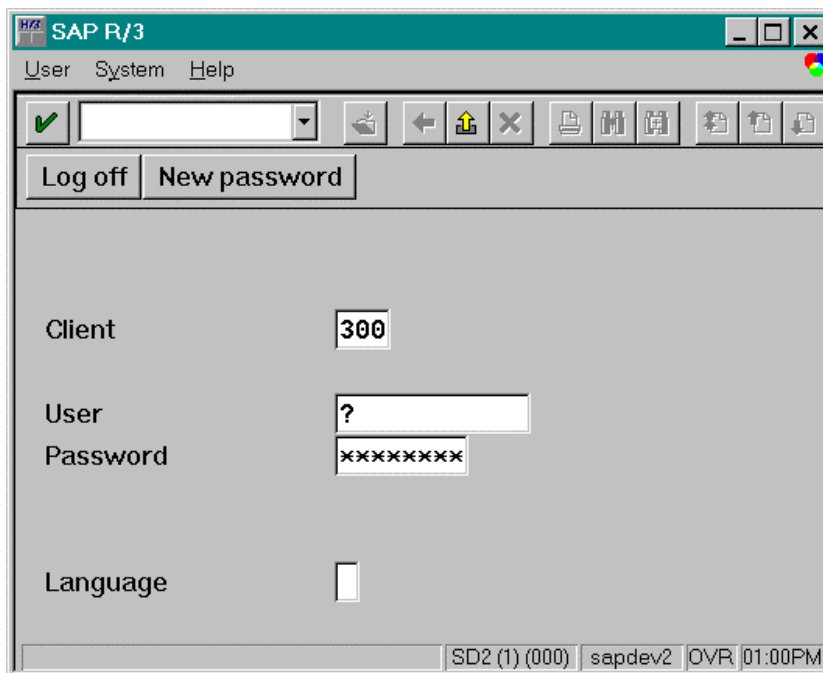 SAP R/3
User System Help
Log off New password
Client 300
User ?
Password ********
Language
SD2 (1) (000) sapdev2 OVR 01:00PM